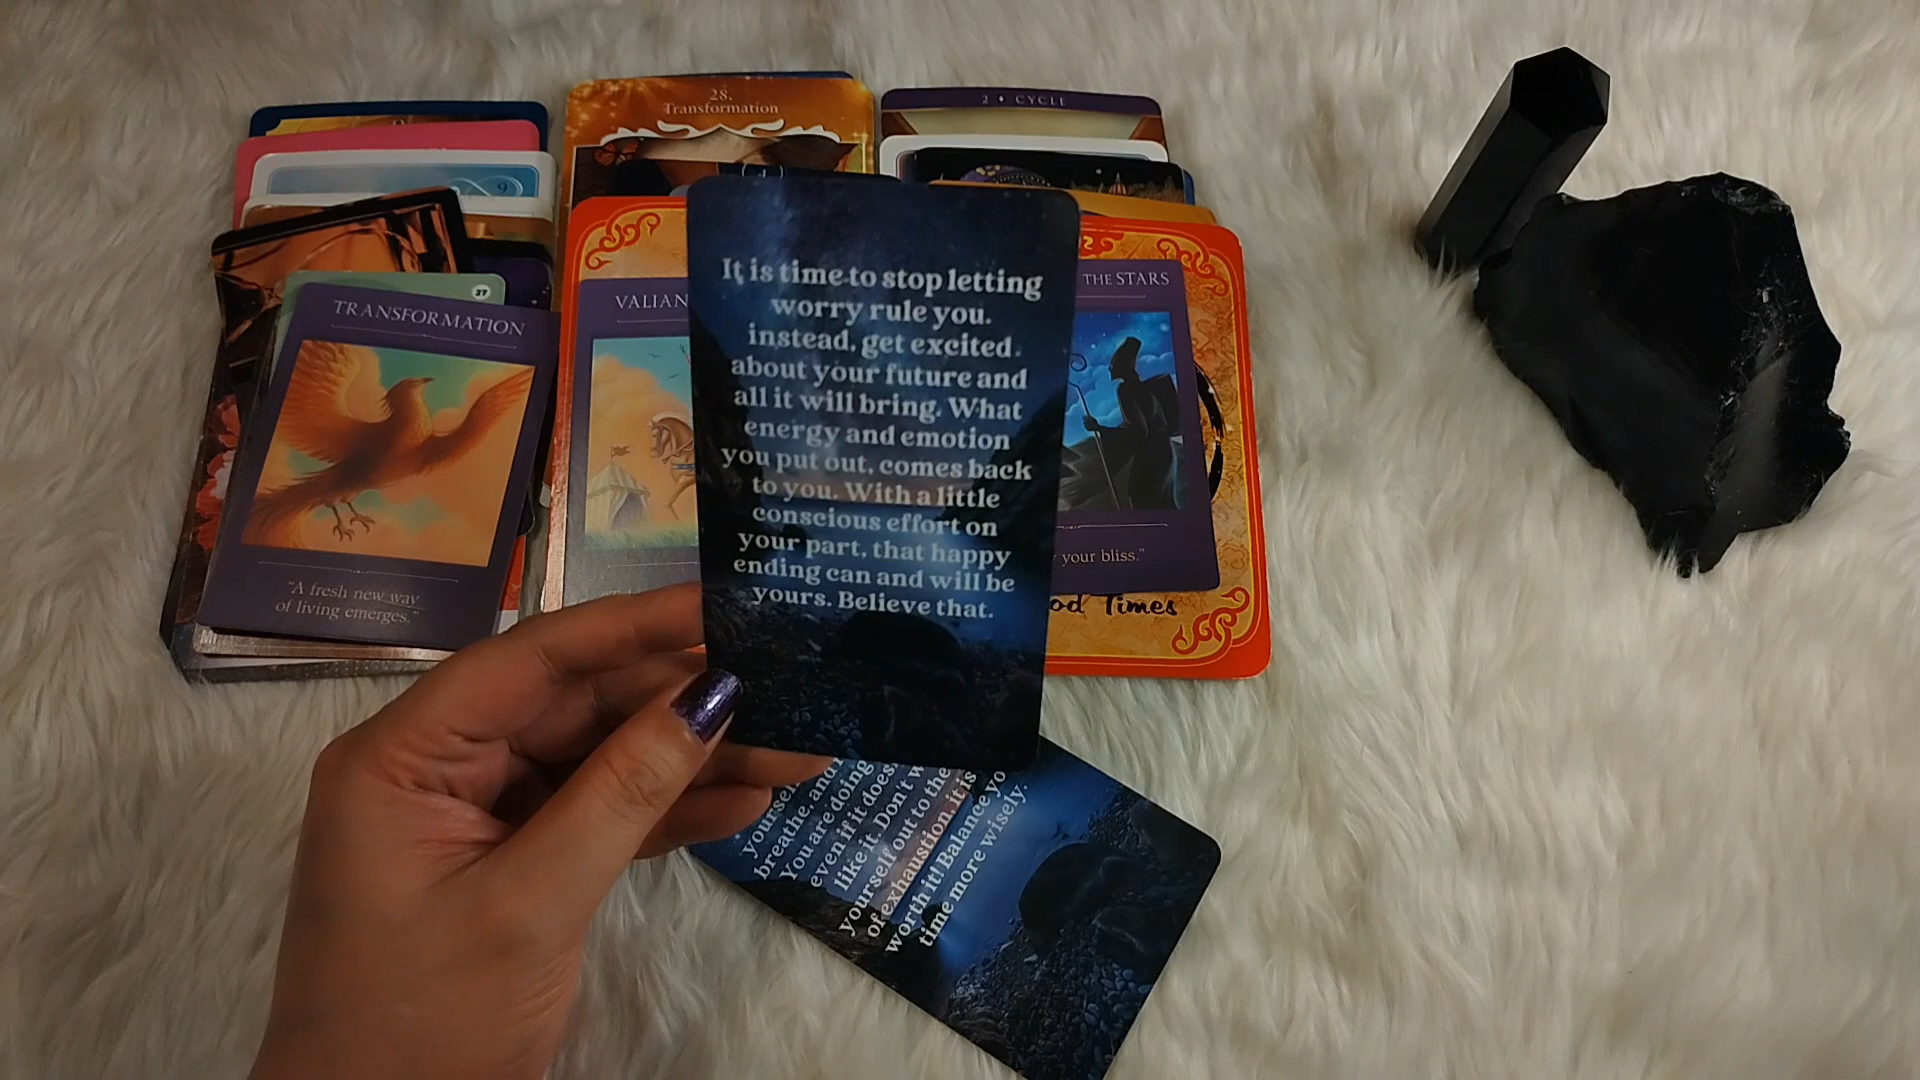 28.
Transformation
2 ♦ CYCLE
9
27
TRANSFORMATION
"A fresh new way
of living emerges."
VALIAN
THE STARS
your bliss."
od Times
It is time to stop letting
worry rule you.
instead, get excited
about your future and
all it will bring. What
energy and emotion
you put out, comes back
to you. With a little
conscious effort on
your part, that happy
ending can and will be
yours. Believe that.
breathe, and
You are doing
even if it does
like it. Don't w
yourself out to the
of exhaustion, it is
worth it! Balance yo
time more wisely.